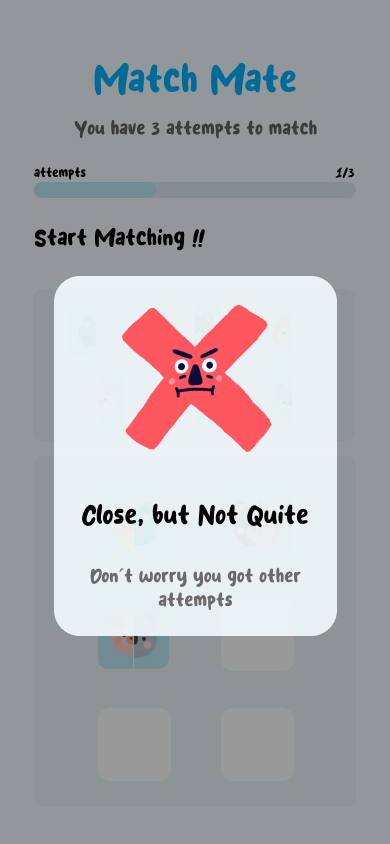 Match Mate
You have 3 attempts to match
attempts 1/3
Start Matching !!
Close, but Not Quite
Don't worry you got other
attempts